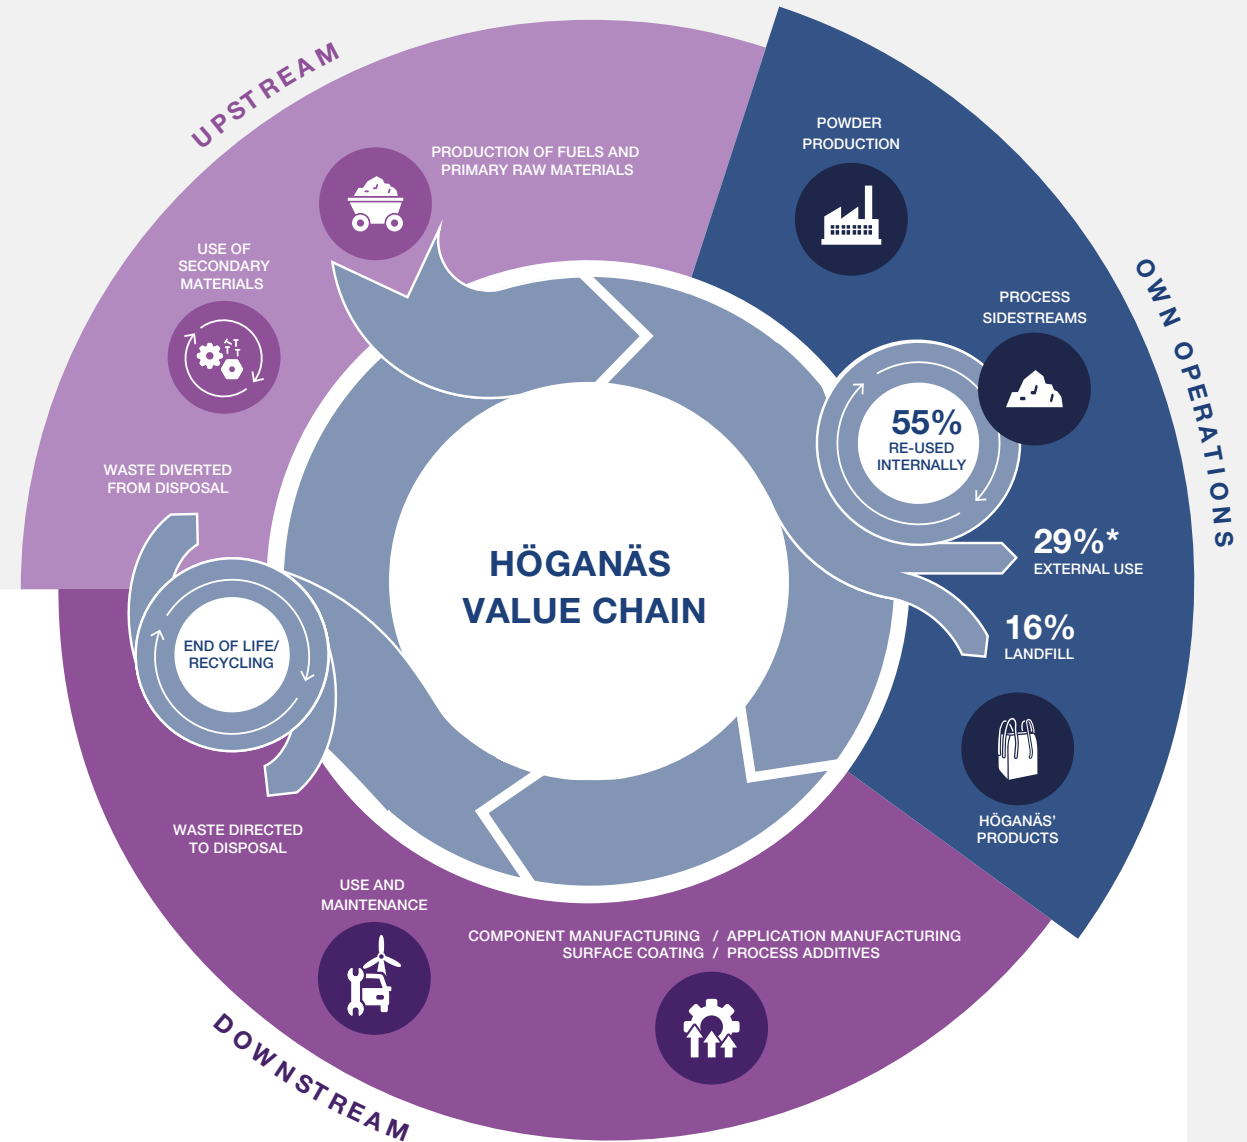 UPSTREAM
PRODUCTION OF FUELS AND
PRIMARY RAW MATERIALS
USE OF
SECONDARY
MATERIALS
WASTE DIVERTED
FROM DISPOSAL
POWDER
PRODUCTION
PROCESS
SIDESTREAMS
OWN OPERATIONS
55%
RE-USED
INTERNALLY
29%*
EXTERNAL USE
16%
LANDFILL
HÖGANÄS'
PRODUCTS
HÖGANÄS
VALUE CHAIN
END OF LIFE/
RECYCLING
WASTE DIRECTED
TO DISPOSAL
USE AND
MAINTENANCE
COMPONENT MANUFACTURING / APPLICATION MANUFACTURING
SURFACE COATING / PROCESS ADDITIVES
DOWNSTREAM